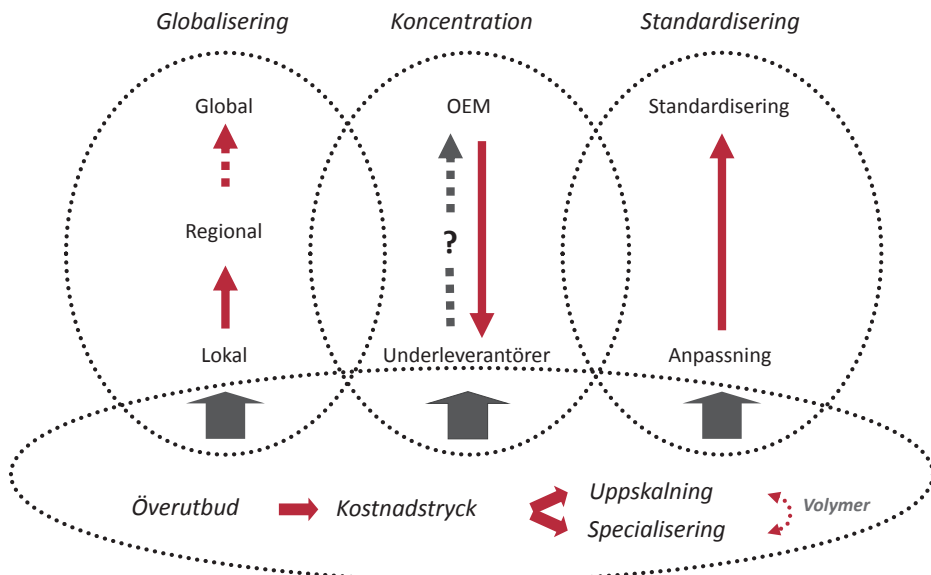 Globalisering
Koncentration
Standardisering
Global
OEM
Standardisering
Regional
?
Lokal
Underleverantörer
Anpassning
Överutbud
Kostnadstryck
Uppskalning
Specialisering
Volymer